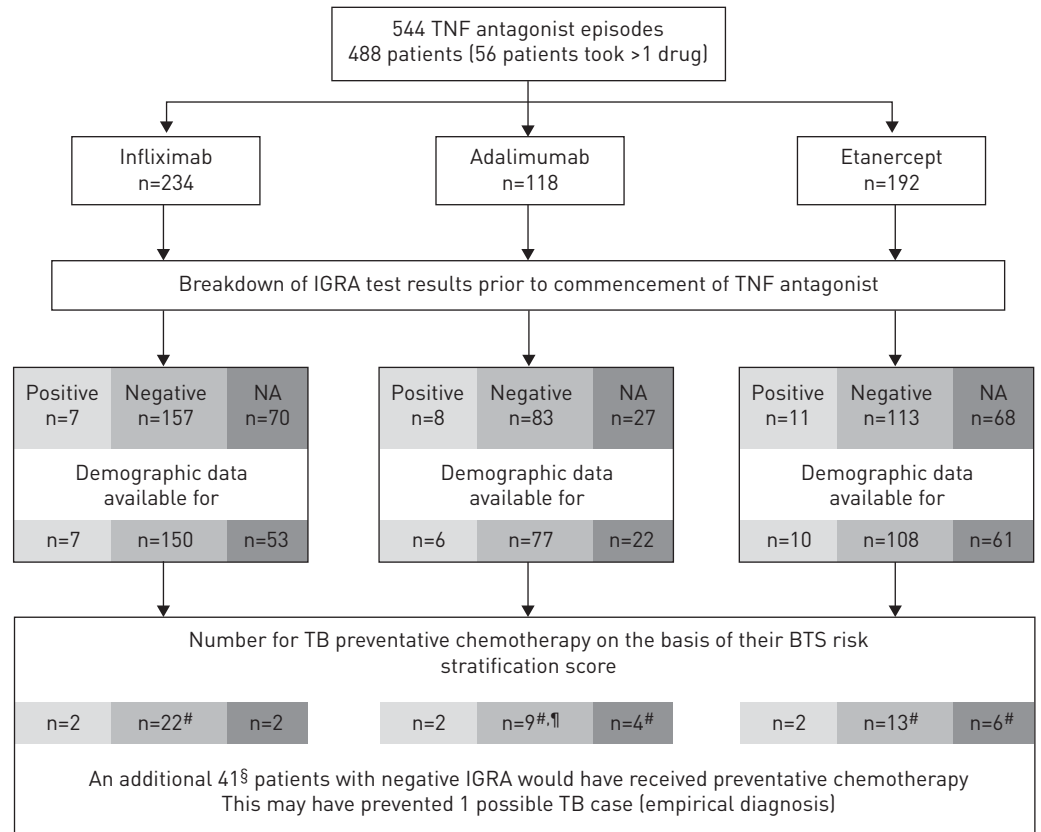 544 TNF antagonist episodes
488 patients (56 patients took >1 drug)
Infliximab
n=234
Adalimumab
n=118
Etanercept
n=192
Breakdown of IGRA test results prior to commencement of TNF antagonist
Positive
n=7
Negative
n=157
NA
n=70
Demographic data
available for
n=7
n=150
n=53
Positive
n=8
Negative
n=83
NA
n=27
Demographic data
available for
n=6
n=77
n=22
Positive
n=11
Negative
n=113
NA
n=68
Demographic data
available for
n=10
n=108
n=61
Number for TB preventative chemotherapy on the basis of their BTS risk
stratification score
n=2
n=22#
n=2
n=2
n=9#,¶
n=4#
n=2
n=13#
n=6#
An additional 41§ patients with negative IGRA would have received preventative chemotherapy
This may have prevented 1 possible TB case (empirical diagnosis)